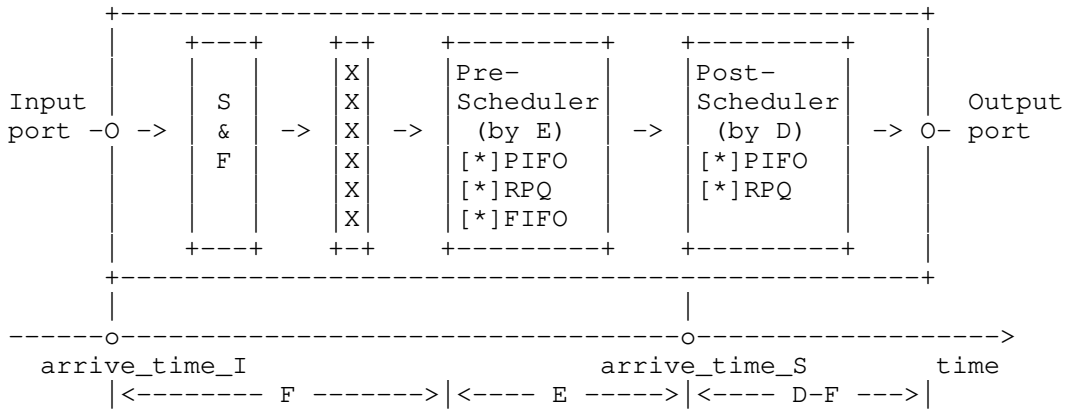 +-------------------------------------------------------+
|     +---+     +-+    +---------+     +---------+     |
|     |   |     |X|    |Pre-     |     |Post-    |     |
Input  |     | S |     |X|    |Scheduler|     |Scheduler|     |  Output
port -O ->  | & |  -> |X| -> | (by E)  |  -> | (by D)  |  -> O- port
|     | F |     |X|    |[*]PIFO  |     |[*]PIFO  |     |
|     |   |     |X|    |[*]RPQ   |     |[*]RPQ   |     |
|     |   |     |X|    |[*]FIFO  |     |         |     |
|     +---+     +-+    +---------+     +---------+     |
+-------------------------------------------------------+
|                                       |
------o---------------------------------------o-------------------->
arrive_time_I                        arrive_time_S        time
|<-------- F ------->|<---- E ----->|<---- D-F --->|